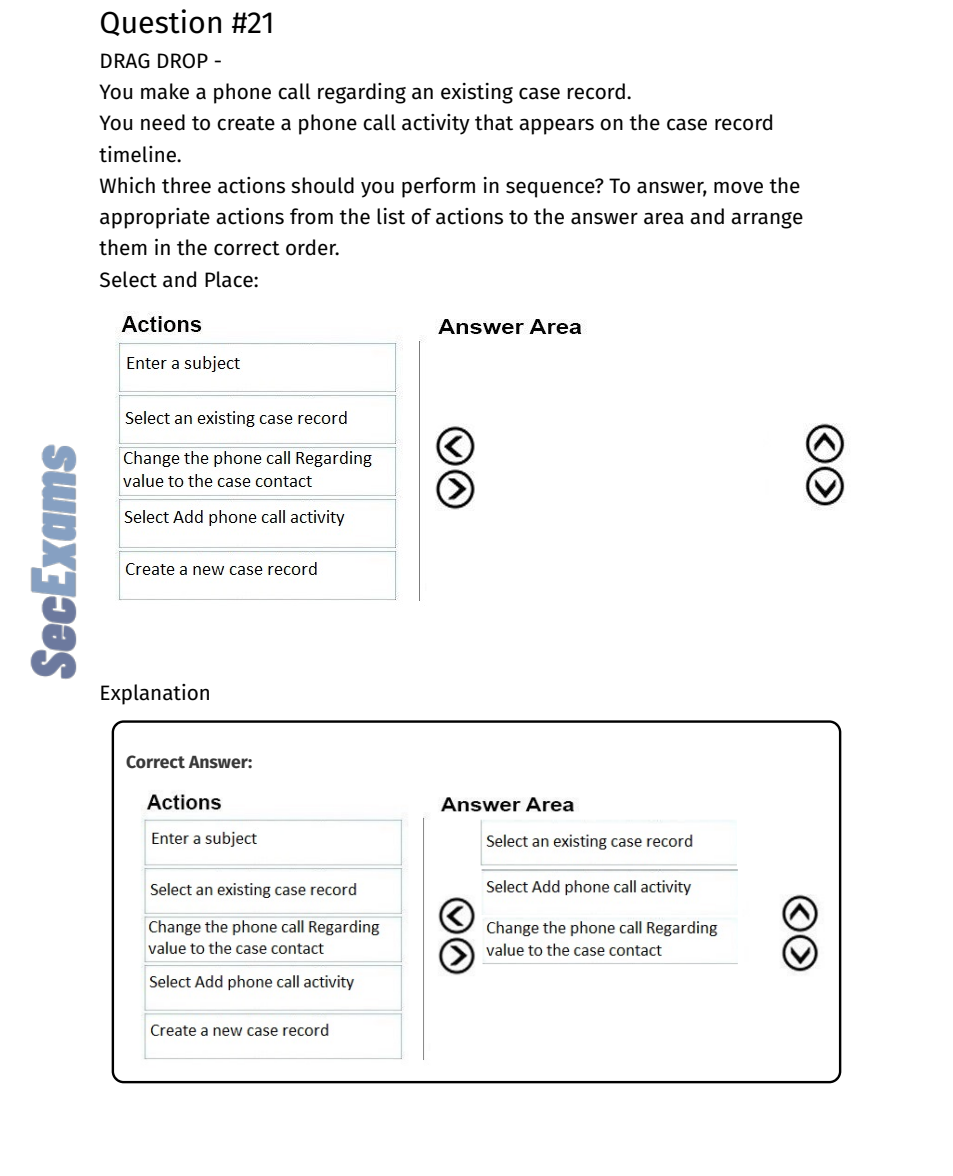 Question #21
DRAG DROP -
You make a phone call regarding an existing case record.
You need to create a phone call activity that appears on the case record
timeline.
Which three actions should you perform in sequence? To answer, move the
appropriate actions from the list of actions to the answer area and arrange
them in the correct order.
Select and Place:
Actions
Enter a subject
Select an existing case record
Change the phone call Regarding
value to the case contact
Select Add phone call activity
Create a new case record
Answer Area
SecExams
Explanation
Correct Answer:
Actions
Enter a subject
Select an existing case record
Change the phone call Regarding
value to the case contact
Select Add phone call activity
Create a new case record
Answer Area
Select an existing case record
Select Add phone call activity
Change the phone call Regarding
value to the case contact